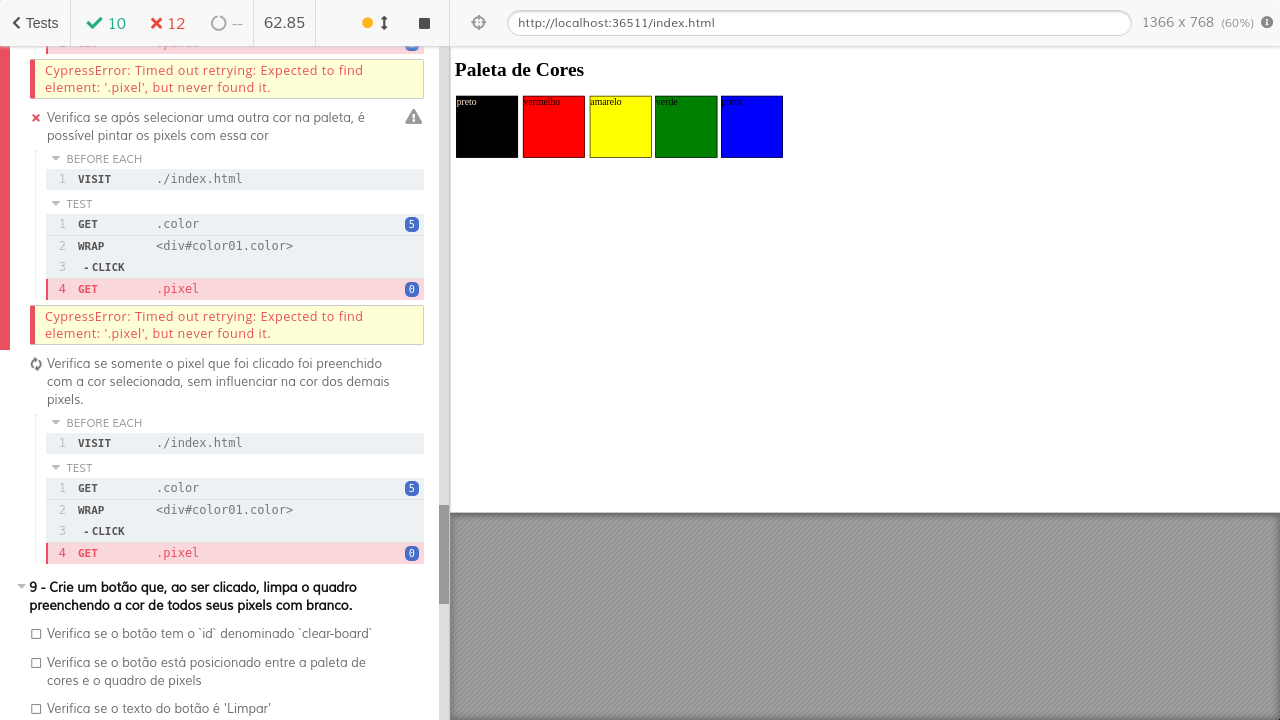 Tests 10 12 -- 62.85
http://localhost:36511/index.html 1366 x 768 (60%)
CypressError: Timed out retrying: Expected to find
element: '.pixel', but never found it.
Verifica se após selecionar uma outra cor na paleta, é
possível pintar os pixels com essa cor
BEFORE EACH
1 VISIT ./index.html
TEST
1 GET .color 5
2 WRAP <div#color01.color>
3 - CLICK
4 GET .pixel 0
CypressError: Timed out retrying: Expected to find
element: '.pixel', but never found it.
Verifica se somente o pixel que foi clicado foi preenchido
com a cor selecionada, sem influenciar na cor dos demais
pixels.
BEFORE EACH
1 VISIT ./index.html
TEST
1 GET .color 5
2 WRAP <div#color01.color>
3 - CLICK
4 GET .pixel 0
9 - Crie um botão que, ao ser clicado, limpa o quadro
preenchendo a cor de todos seus pixels com branco.
Verifica se o botão tem o `id` denominado `clear-board`
Verifica se o botão está posicionado entre a paleta de
cores e o quadro de pixels
Verifica se o texto do botão é 'Limpar'
Paleta de Cores
preto vermelho amarelo verde